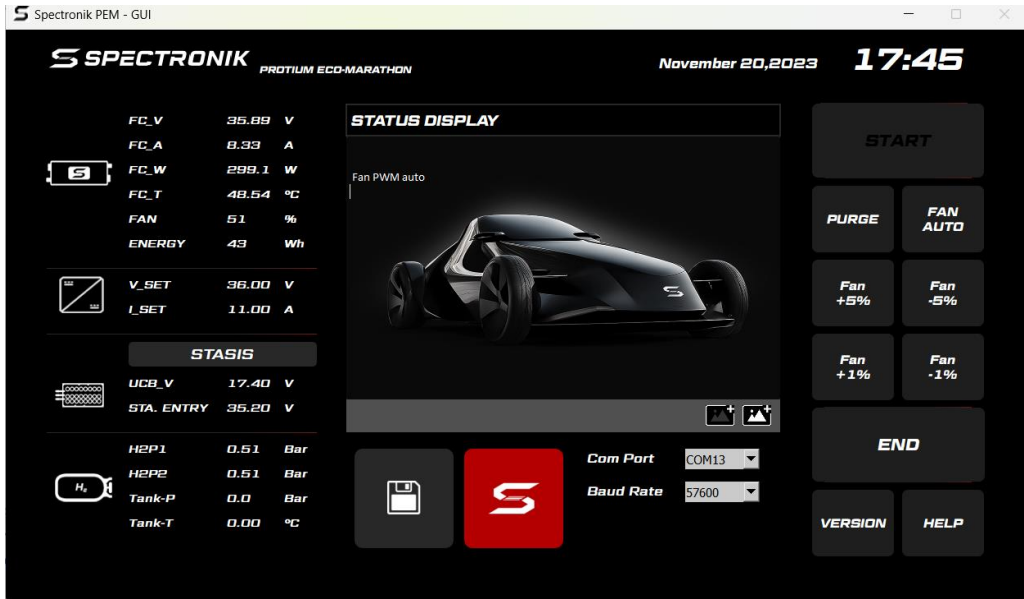 Spectronik PEM - GUI
SPECTRONIK PROTIUM ECO-MARATHON
November 20,2023 17:45
FC_V 35.89 V
FC_A 8.33 A
FC_W 299.1 W
FC_T 48.54 ºC
FAN 51 %
ENERGY 43 Wh
V_SET 36.00 V
I_SET 11.00 A
STASIS
UCB_V 17.40 V
STA. ENTRY 35.20 V
H2P1 0.51 Bar
H2P2 0.51 Bar
Tank-P 0.0 Bar
Tank-T 0.00 ºC
H₂
STATUS DISPLAY
Fan PWM auto
Com Port COM13
Baud Rate 57600
START
PURGE
FAN
AUTO
Fan
+5%
Fan
-5%
Fan
+1%
Fan
-1%
END
VERSION
HELP